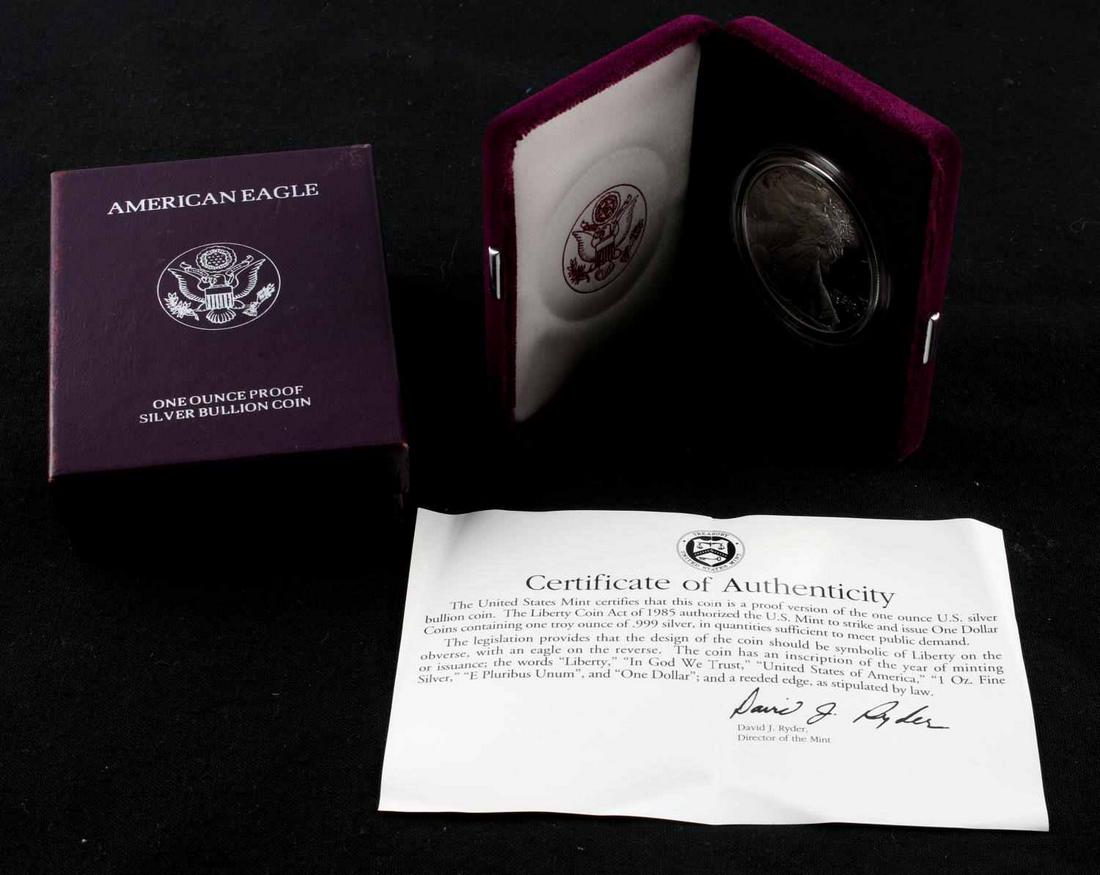 AMERICAN EAGLE
ONE OUNCE PROOF
SILVER BULLION COIN
TREASURY
UNITED STATES MINT
Certificate of Authenticity
The United States Mint certifies that this coin is a proof version of the one ounce U.S. silver
bullion coin. The Liberty Coin Act of 1985 authorized the U.S. Mint to strike and issue One Dollar
Coins containing one troy ounce of .999 silver, in quantities sufficient to meet public demand.
The legislation provides that the design of the coin should be symbolic of Liberty on the
obverse, with an eagle on the reverse. The coin has an inscription of the year of minting
or issuance; the words "Liberty," "In God We Trust," "United States of America," "1 Oz. Fine
Silver," "E Pluribus Unum", and "One Dollar"; and a reeded edge, as stipulated by law.
David J. Ryder
David J. Ryder,
Director of the Mint